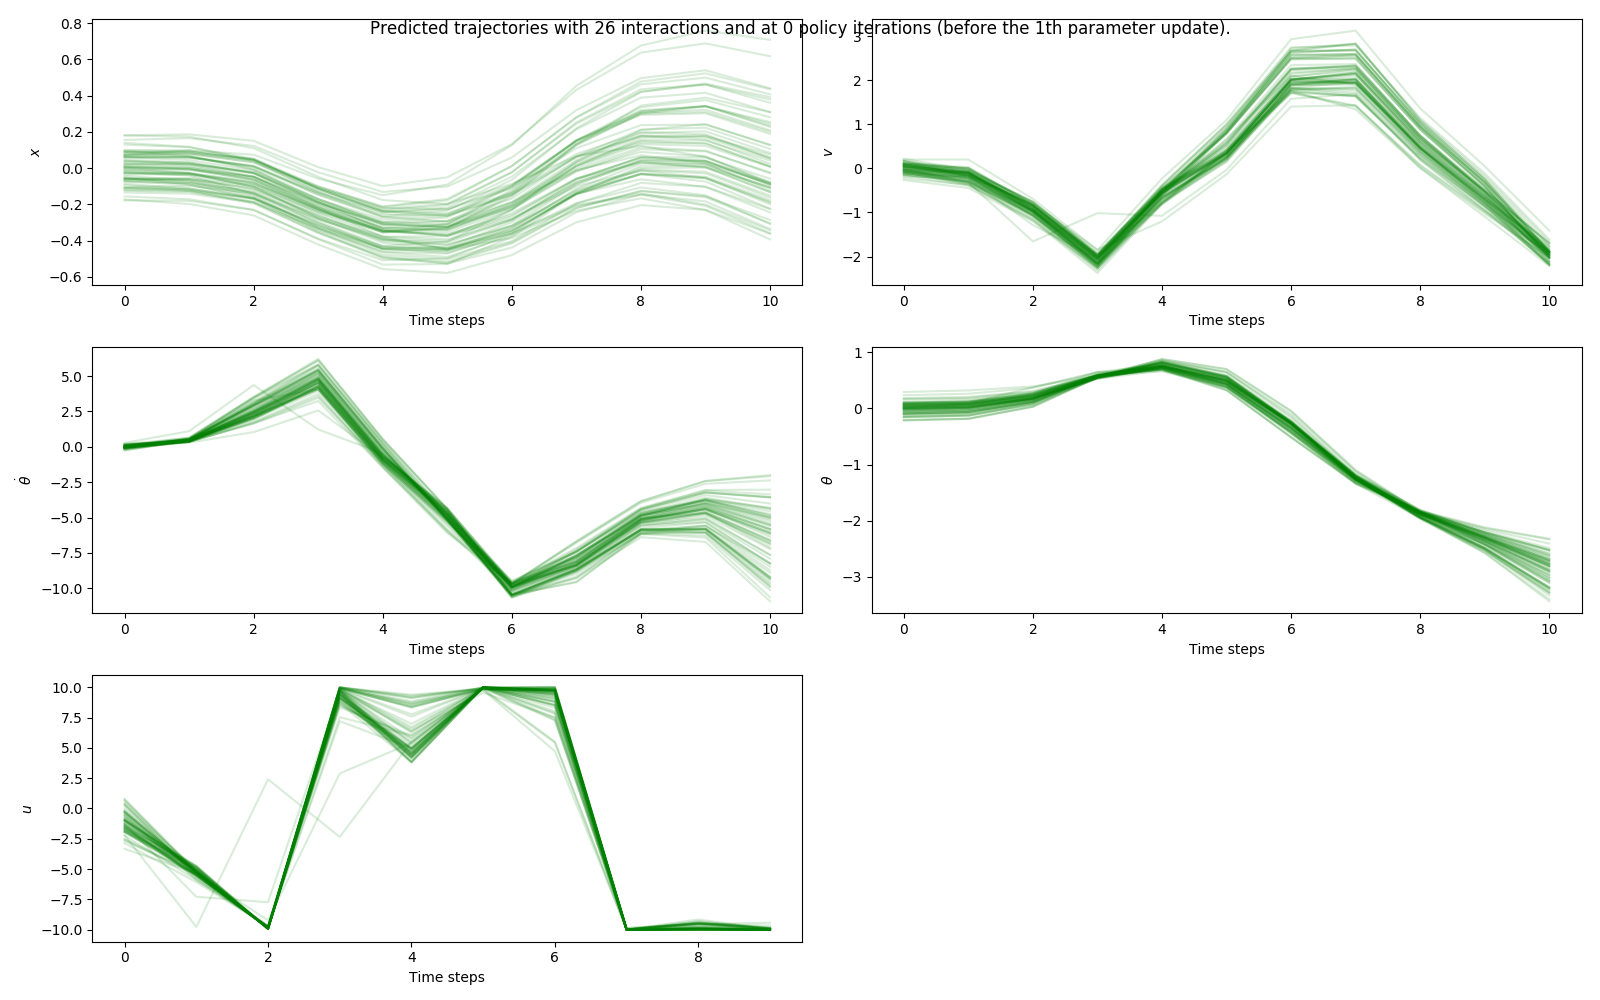 Predicted trajectories with 26 interactions and at 0 policy iterations (before the 1th parameter update).
0.8
0.6
0.4
0.2
0.0
−0.2
−0.4
−0.6
x
0 2 4 6 8 10
Time steps
3
2
1
0
−1
−2
v
0 2 4 6 8 10
Time steps
5.0
2.5
0.0
−2.5
−5.0
−7.5
−10.0
θ̇
0 2 4 6 8 10
Time steps
1
0
−1
−2
−3
θ
0 2 4 6 8 10
Time steps
10.0
7.5
5.0
2.5
0.0
−2.5
−5.0
−7.5
−10.0
u
0 2 4 6 8
Time steps